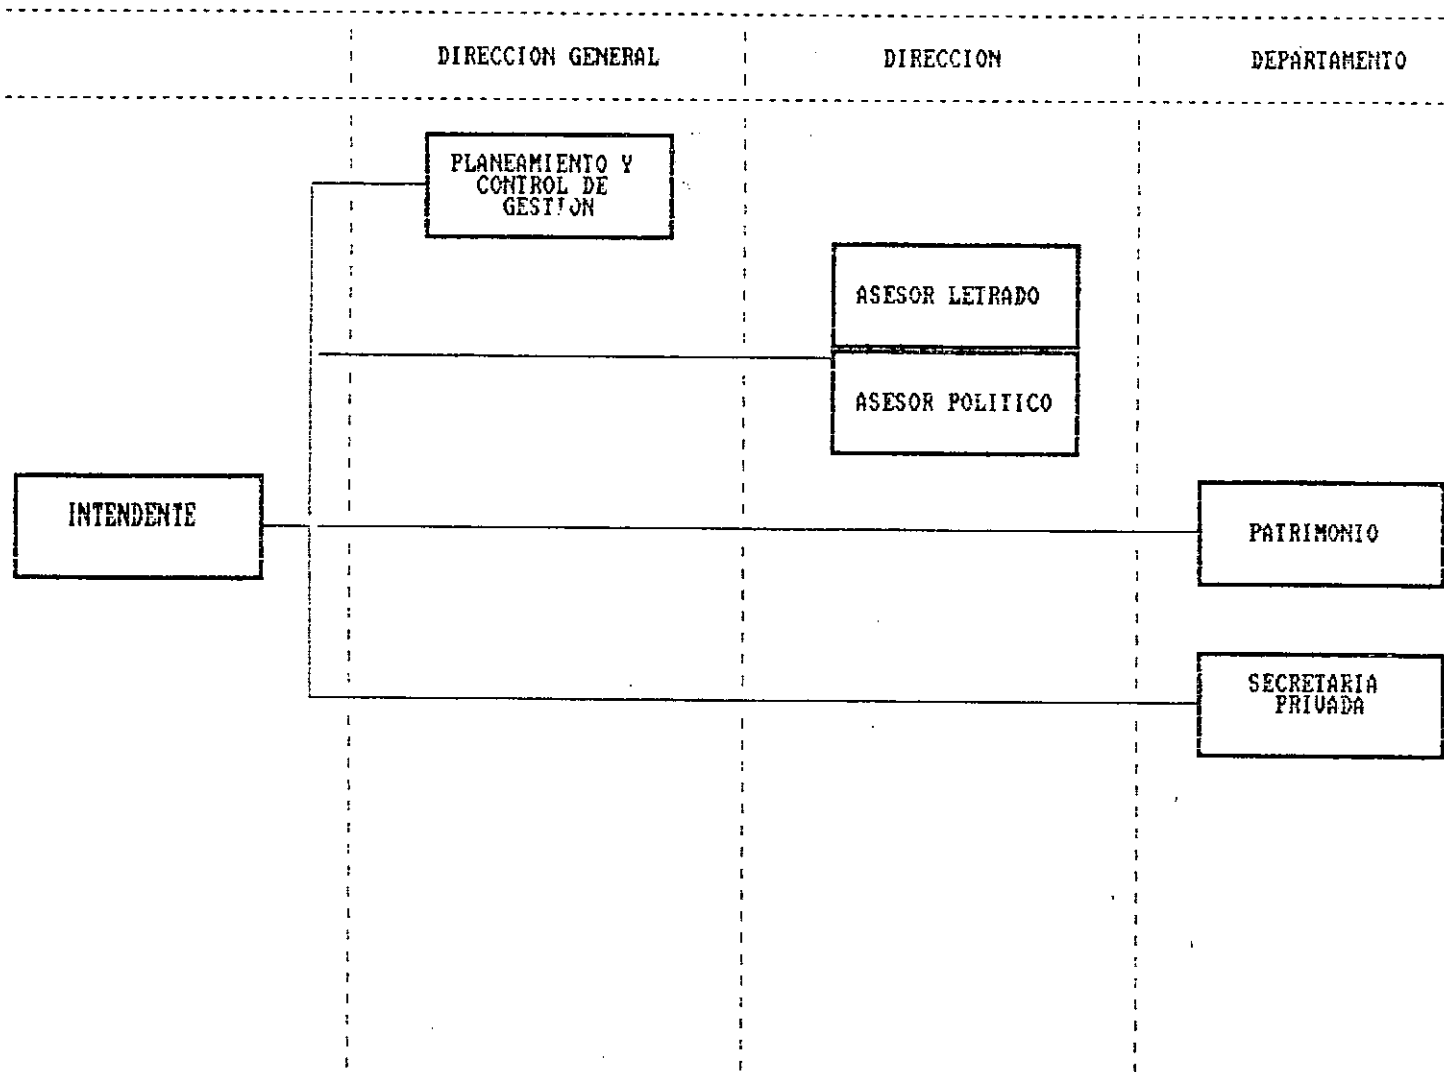 DIRECCION GENERAL
DIRECCION
DEPARTAMENTO
PLANEAMIENTO Y
CONTROL DE
GESTION
ASESOR LETRADO
ASESOR POLITICO
INTENDENTE
PATRIMONIO
SECRETARIA
PRIVADA